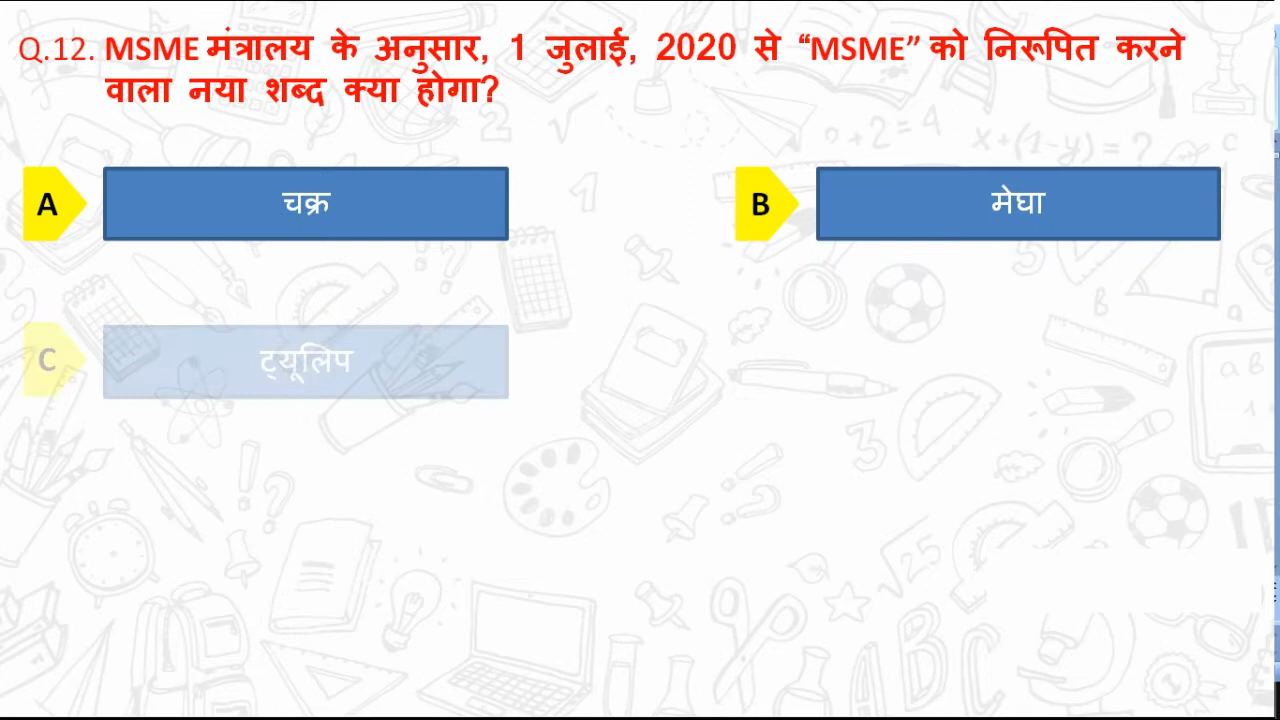 Q.12. MSME मंत्रालय के अनुसार, 1 जुलाई, 2020 से “MSME” को निरूपित करने
वाला नया शब्द क्या होगा?
A चक्र
B मेघा
C ट्यूलिप